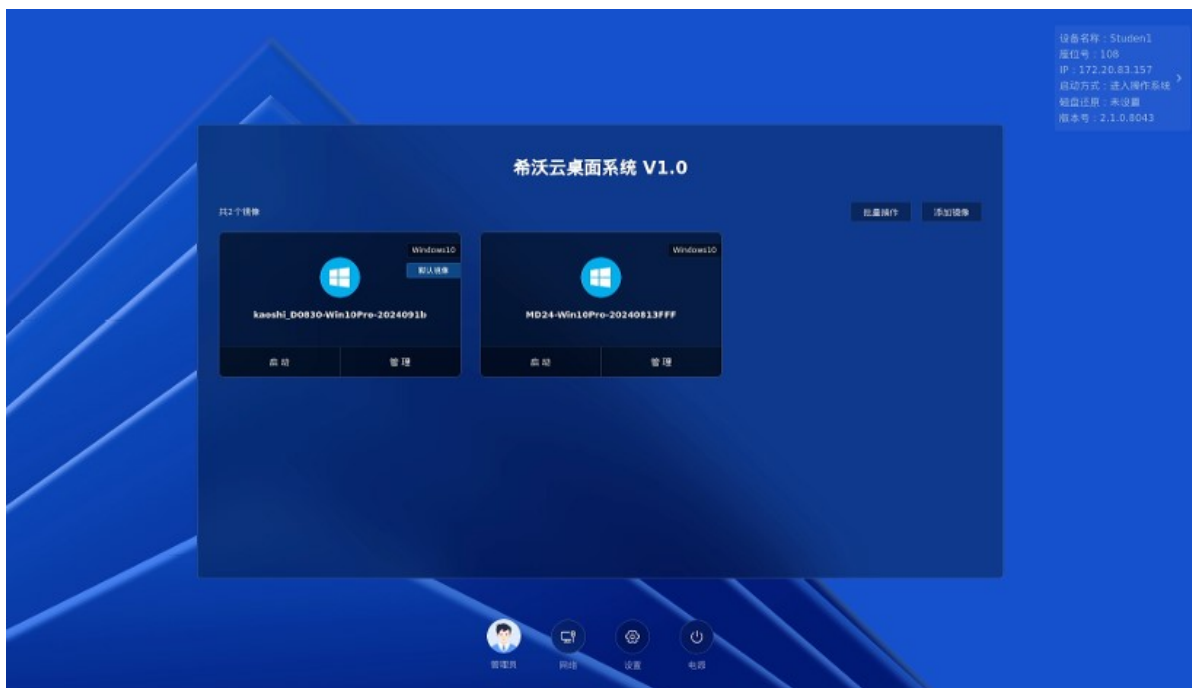 设备名称：Studen1
座位号：108
IP：172.20.83.157
启动方式：进入操作系统
磁盘还原：未设置
版本号：2.1.0.8043
希沃云桌面系统 V1.0
共2个镜像
批量操作
添加镜像
Windows10
默认镜像
kaoshi_D0830-Win10Pro-2024091b
启动
管理
Windows10
MD24-Win10Pro-20240813FFF
启动
管理
管理员
网络
设置
电源